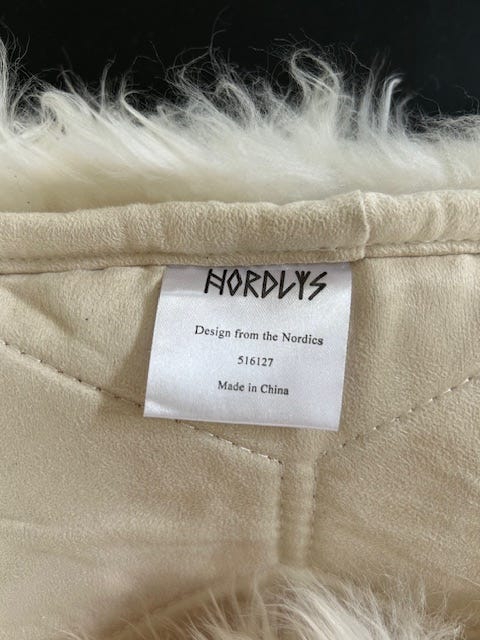 NORDLYS
Design from the Nordics
516127
Made in China